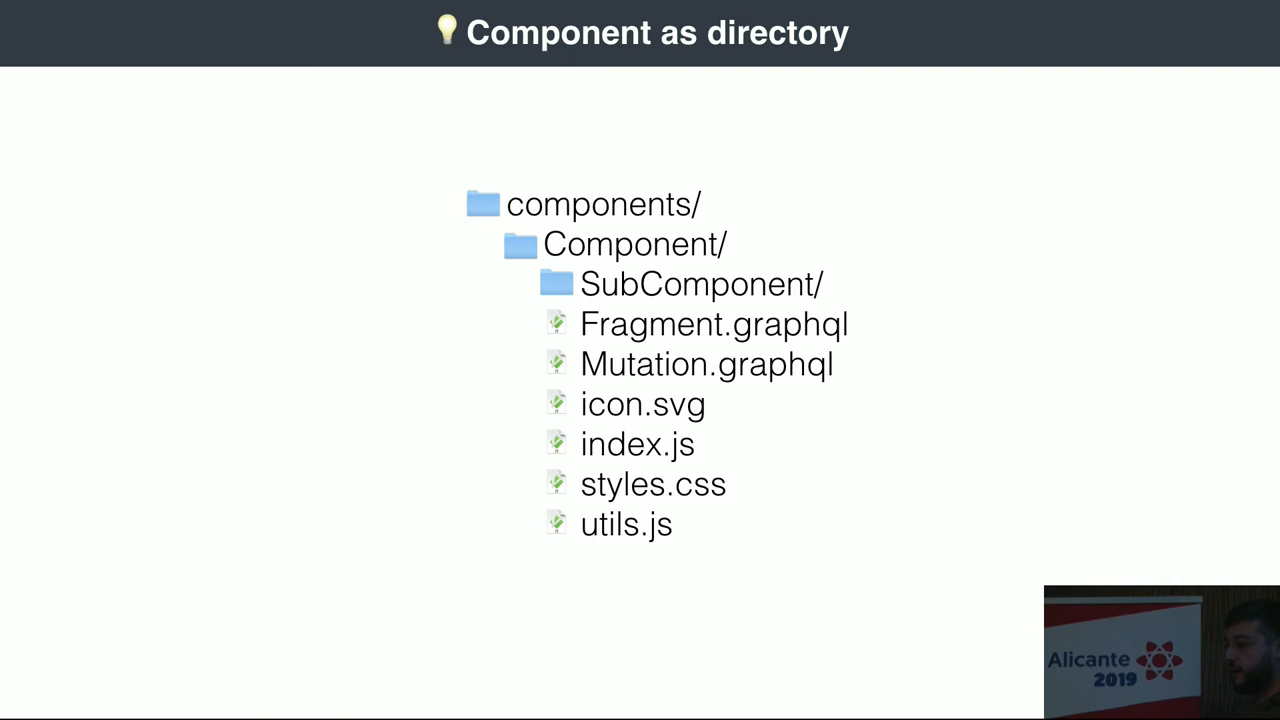 Component as directory
components/
Component/
SubComponent/
Fragment.graphql
Mutation.graphql
icon.svg
index.js
styles.css
utils.js
Alicante
2019